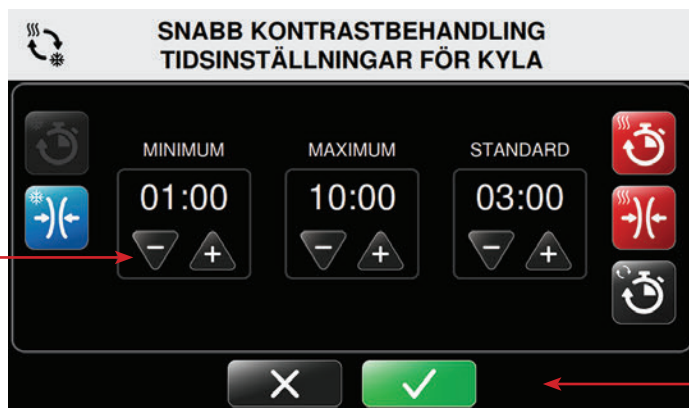 SNABB KONTRASTBEHANDLING
TIDSINSTÄLLNINGAR FÖR KYLA
MINIMUM MAXIMUM STANDARD
01:00 10:00 03:00